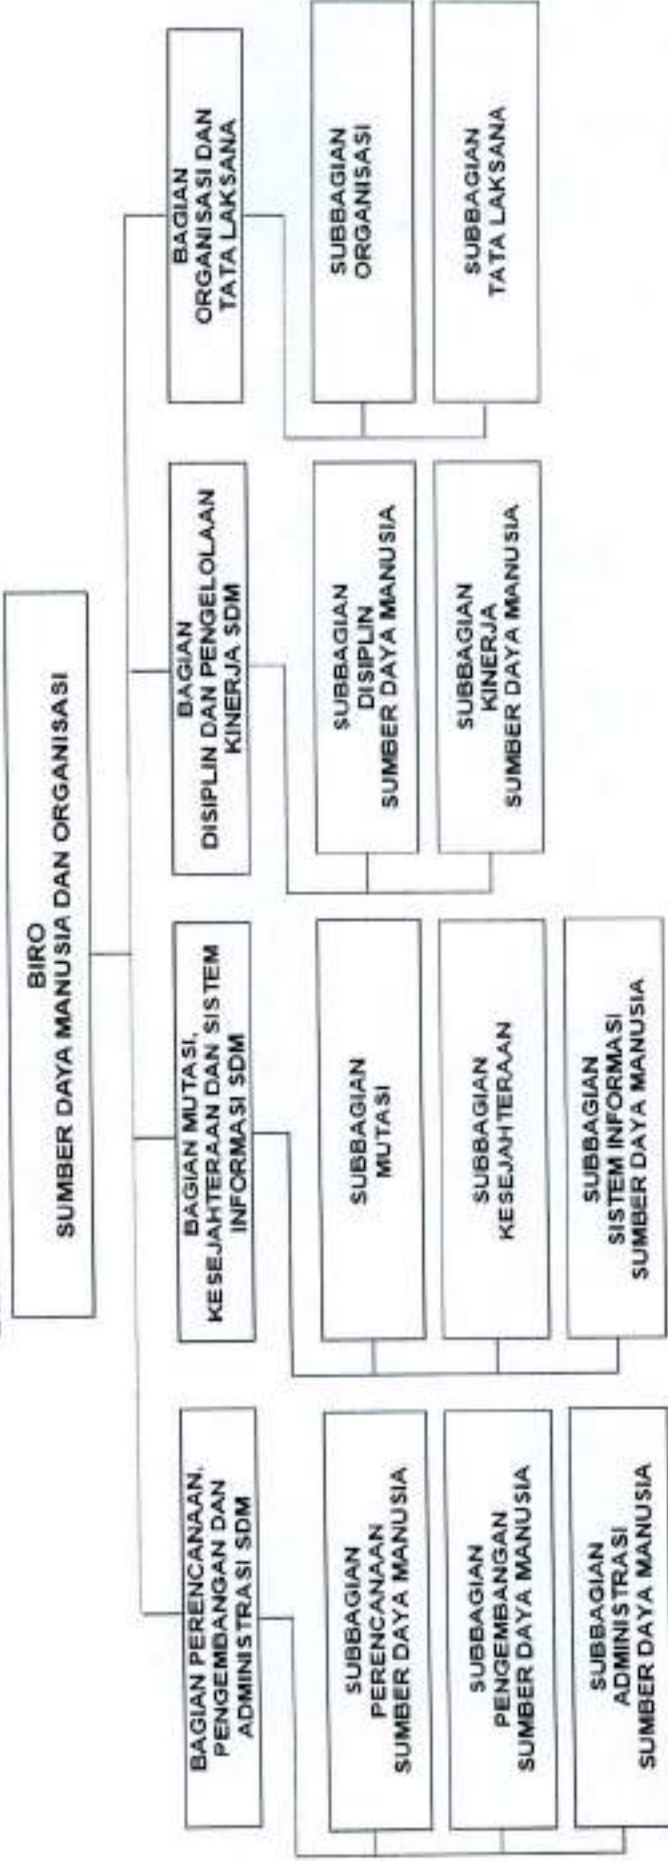 BIRO
SUMBER DAYA MANUSIA DAN ORGANISASI
BAGIAN PERENCANAAN,
PENGEMBANGAN DAN
ADMINISTRASI SDM
SUBBAGIAN
PERENCANAAN
SUMBER DAYA MANUSIA
SUBBAGIAN
PENGEMBANGAN
SUMBER DAYA MANUSIA
SUBBAGIAN
ADMINISTRASI
SUMBER DAYA MANUSIA
BAGIAN MUTASI,
KESEJAHTERAAN DAN SISTEM
INFORMASI SDM
SUBBAGIAN
MUTASI
SUBBAGIAN
KESEJAHTERAAN
SUBBAGIAN
SISTEM INFORMASI
SUMBER DAYA MANUSIA
BAGIAN
DISIPLIN DAN PENGELOLAAN
KINERJA SDM
SUBBAGIAN
DISIPLIN
SUMBER DAYA MANUSIA
SUBBAGIAN
KINERJA
SUMBER DAYA MANUSIA
BAGIAN
ORGANISASI DAN
TATA LAKSANA
SUBBAGIAN
ORGANISASI
SUBBAGIAN
TATA LAKSANA